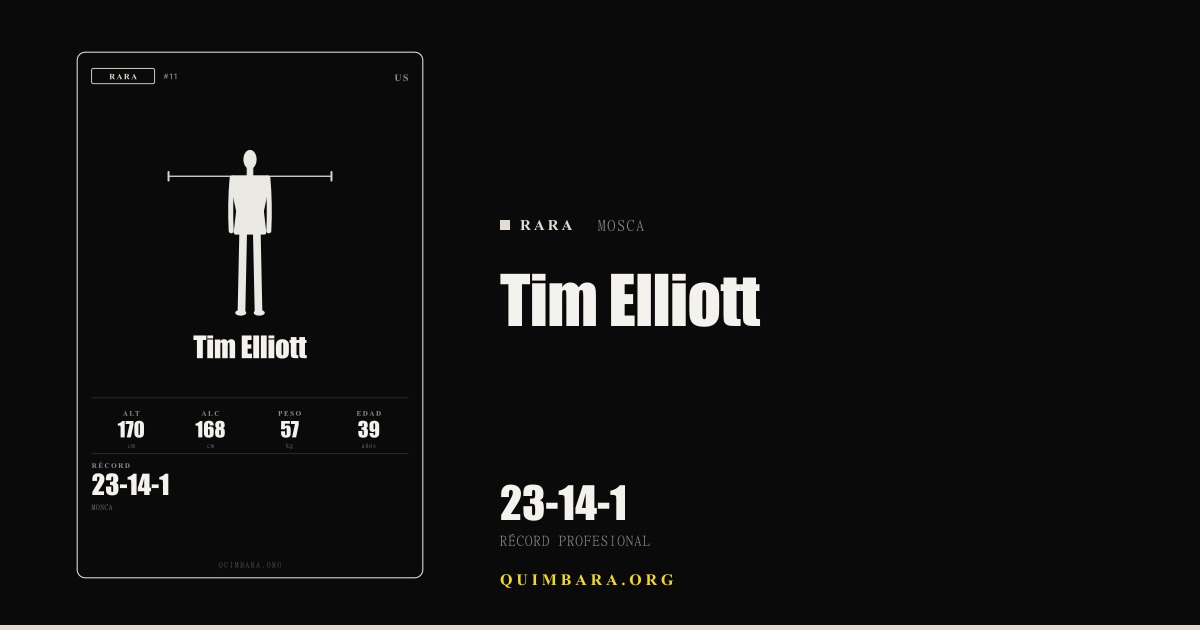 RARA #11 US
Tim Elliott
ALT ALC PESO EDAD
170 168 57 39
cm cm kg años
RÉCORD
23-14-1
MOSCA
QUIMBARA.ORG
RARA MOSCA
Tim Elliott
23-14-1
RÉCORD PROFESIONAL
QUIMBARA.ORG